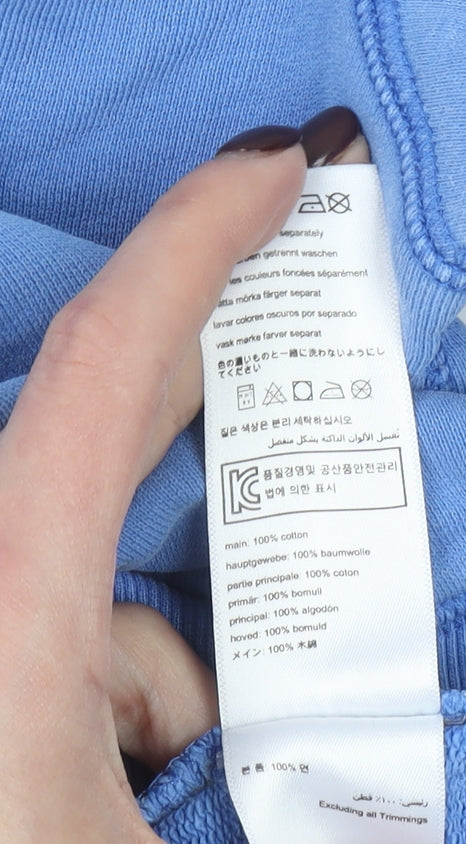 separately
getrennt waschen
les couleurs foncées séparément
mörka färger separat
lavar colores oscuros por separado
vask mørke farver separat
色の濃いものと一緒に洗わないようにし
てください
짙은 색상은 분리 세탁하십시오
تغسل الألوان الداكنة بشكل منفصل
품질경영및 공산품안전관리
법에 의한 표시
main: 100% cotton
hauptgewebe: 100% baumwolle
partie principale: 100% coton
primär: 100% bomull
principal: 100% algodón
hoved: 100% bomuld
メイン: 100% 木綿
본 품: 100% 면
رئيسي: ١٠٠٪ قطن
Excluding all Trimmings